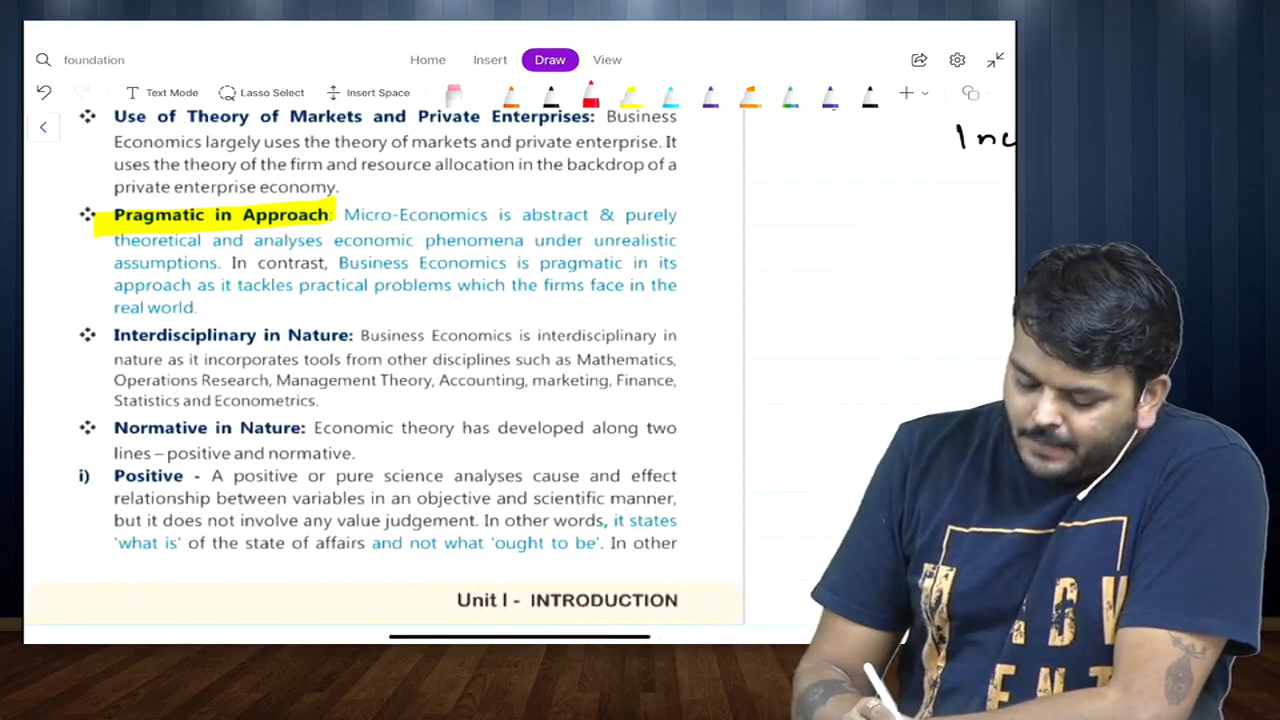 foundation
Home Insert Draw View
Text Mode Lasso Select Insert Space
Use of Theory of Markets and Private Enterprises: Business
Economics largely uses the theory of markets and private enterprise. It
uses the theory of the firm and resource allocation in the backdrop of a
private enterprise economy.
Pragmatic in Approach: Micro-Economics is abstract & purely
theoretical and analyses economic phenomena under unrealistic
assumptions. In contrast, Business Economics is pragmatic in its
approach as it tackles practical problems which the firms face in the
real world.
Interdisciplinary in Nature: Business Economics is interdisciplinary in
nature as it incorporates tools from other disciplines such as Mathematics,
Operations Research, Management Theory, Accounting, marketing, Finance,
Statistics and Econometrics.
Normative in Nature: Economic theory has developed along two
lines – positive and normative.
i) Positive - A positive or pure science analyses cause and effect
relationship between variables in an objective and scientific manner,
but it does not involve any value judgement. In other words, it states
'what is' of the state of affairs and not what 'ought to be'. In other
Unit I - INTRODUCTION